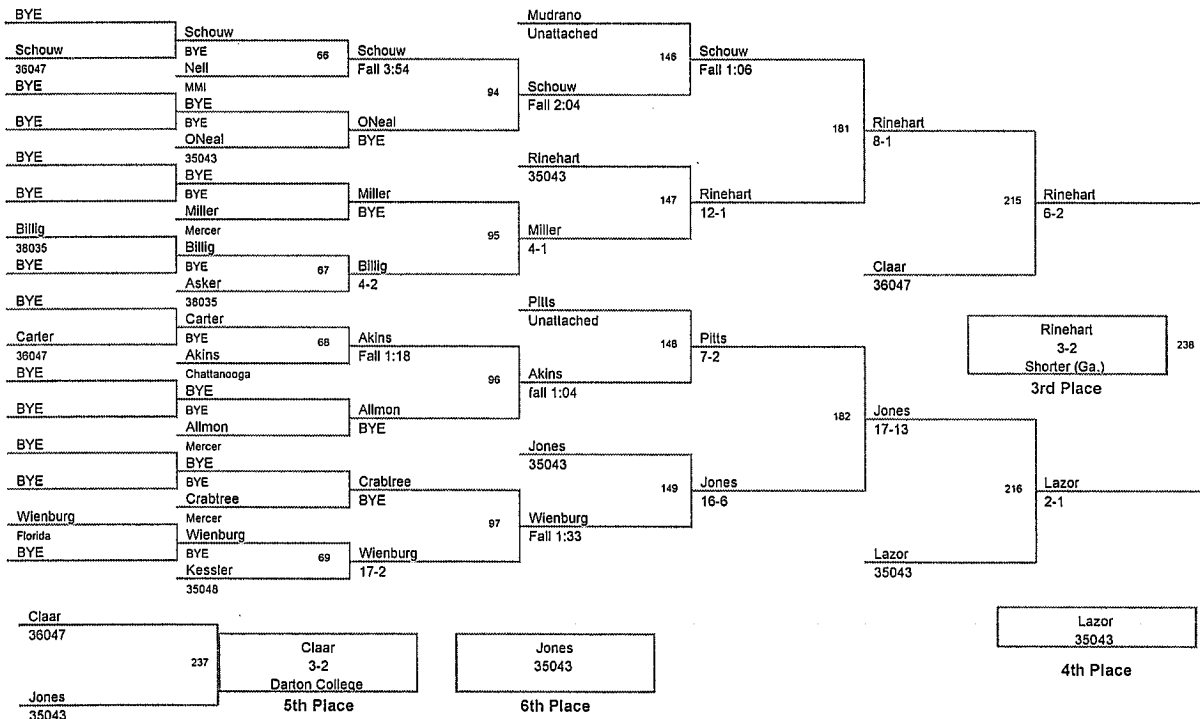 BYE
Schouw
36047
BYE
BYE
BYE
BYE
Billig
38035
BYE
BYE
Carter
36047
BYE
BYE
BYE
BYE
Wienburg
Florida
BYE
Schouw
BYE
66
Nell
MMI
BYE
BYE
ONeal
35043
BYE
BYE
Miller
Mercer
Billig
BYE
67
Asker
38035
Carter
BYE
68
Akins
Chattanooga
BYE
BYE
Allmon
Mercer
BYE
BYE
Crabtree
Mercer
Wienburg
BYE
69
Kessler
35048
Schouw
Fall 3:54
94
ONeal
BYE
Miller
BYE
95
Billig
4-2
Akins
Fall 1:18
96
Allmon
BYE
Crabtree
BYE
97
Wienburg
17-2
Mudrano
Unattached
146
Schouw
Fall 2:04
Rinehart
35043
147
Miller
4-1
Pitts
Unattached
148
Akins
fall 1:04
Jones
35043
149
Wienburg
Fall 1:33
Schouw
Fall 1:06
181
Rinehart
12-1
Pitts
7-2
182
Jones
16-6
Rinehart
8-1
215
Claar
36047
Jones
17-13
216
Lazor
35043
Rinehart
6-2
Rinehart
3-2
Shorter (Ga.)
238
3rd Place
Lazor
2-1
Lazor
35043
4th Place
Claar
36047
237
Jones
35043
Claar
3-2
Darton College
5th Place
Jones
35043
6th Place